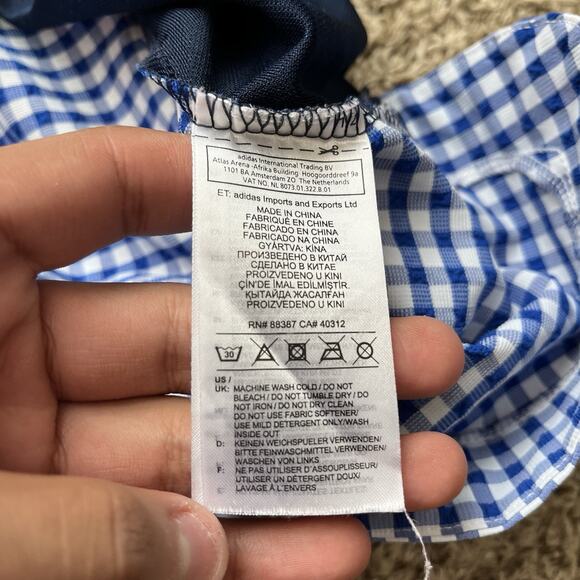 adidas International Trading BV
Atlas Arena -Afrika Building Hoogoorddreef 9a
1101 BA Amsterdam ZO The Netherlands
VAT NO. NL 8073.01.322.B.01
ET: adidas Imports and Exports Ltd
MADE IN CHINA
FABRIQUÉ EN CHINE
FABRICADO EN CHINA
FABRICADO NA CHINA
GYÁRTVA: KÍNA
ПРОИЗВЕДЕНО В КИТАЙ
СДЕЛАНО В КИТАЕ
PROIZVEDENO U KINI
ÇİN'DE İMAL EDİLMİŞTİR.
ҚЫТАЙДА ЖАСАЛҒАН
PROIZVEDENO U KINI
RN# 88387 CA# 40312
30
US /
UK: MACHINE WASH COLD / DO NOT
BLEACH / DO NOT TUMBLE DRY / DO
NOT IRON / DO NOT DRY CLEAN
DO NOT USE FABRIC SOFTENER/
USE MILD DETERGENT ONLY/WASH
INSIDE OUT
D: KEINEN WEICHSPUELER VERWENDEN/
BITTE FEINWASCHMITTEL VERWENDEN/
WASCHEN VON LINKS
F: NE PAS UTILISER D'ASSOUPLISSEUR/
UTILISER UN DÉTERGENT DOUX/
LAVAGE À L'ENVERS